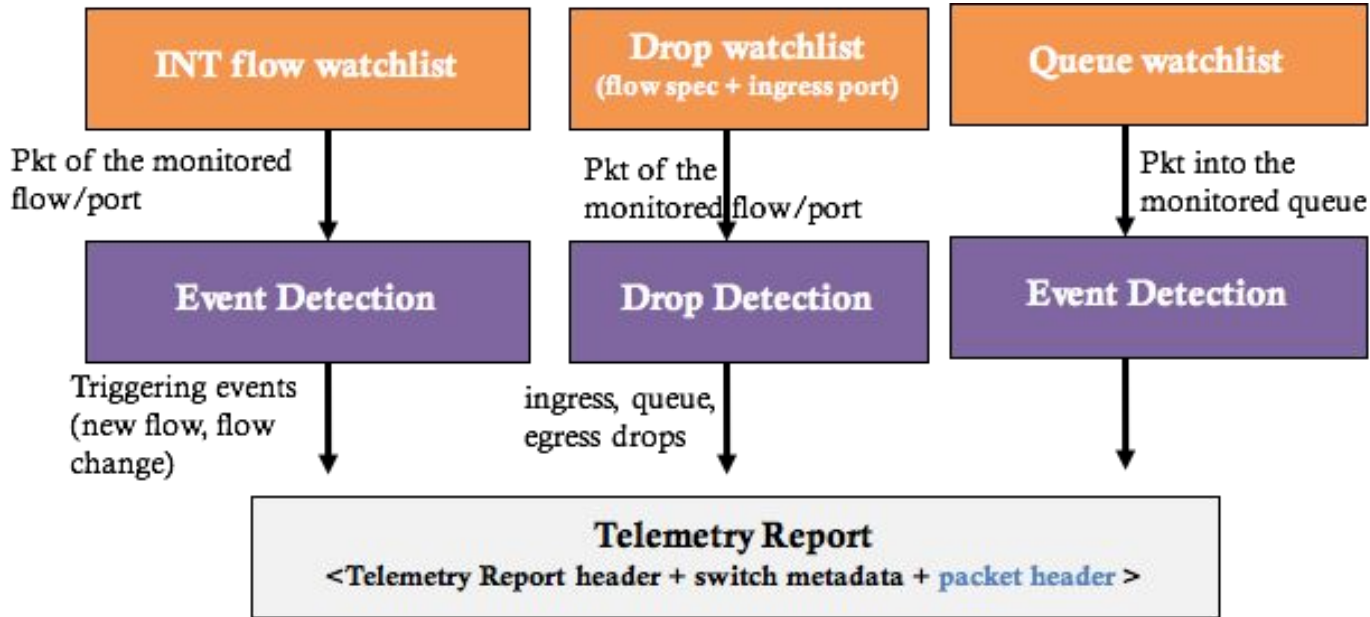 INT flow watchlist
Drop watchlist
(flow spec + ingress port)
Queue watchlist
Pkt of the monitored
flow/port
Pkt of the
monitored flow/port
Pkt into the
monitored queue
Event Detection
Drop Detection
Event Detection
Triggering events
(new flow, flow
change)
ingress, queue,
egress drops
Telemetry Report
<Telemetry Report header + switch metadata + packet header >